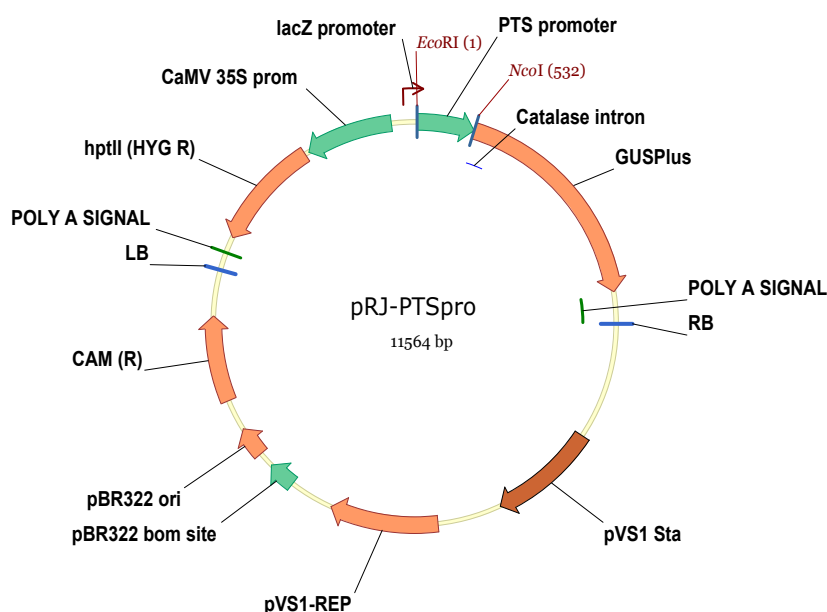 lacZ promoter
EcoRI (1)
PTS promoter
CaMV 35S prom
NcoI (532)
Catalase intron
hptII (HYG R)
GUSPlus
POLY A SIGNAL
LB
POLY A SIGNAL
RB
pRJ-PTSpro
11564 bp
CAM (R)
pBR322 ori
pBR322 bom site
pVS1 Sta
pVS1-REP